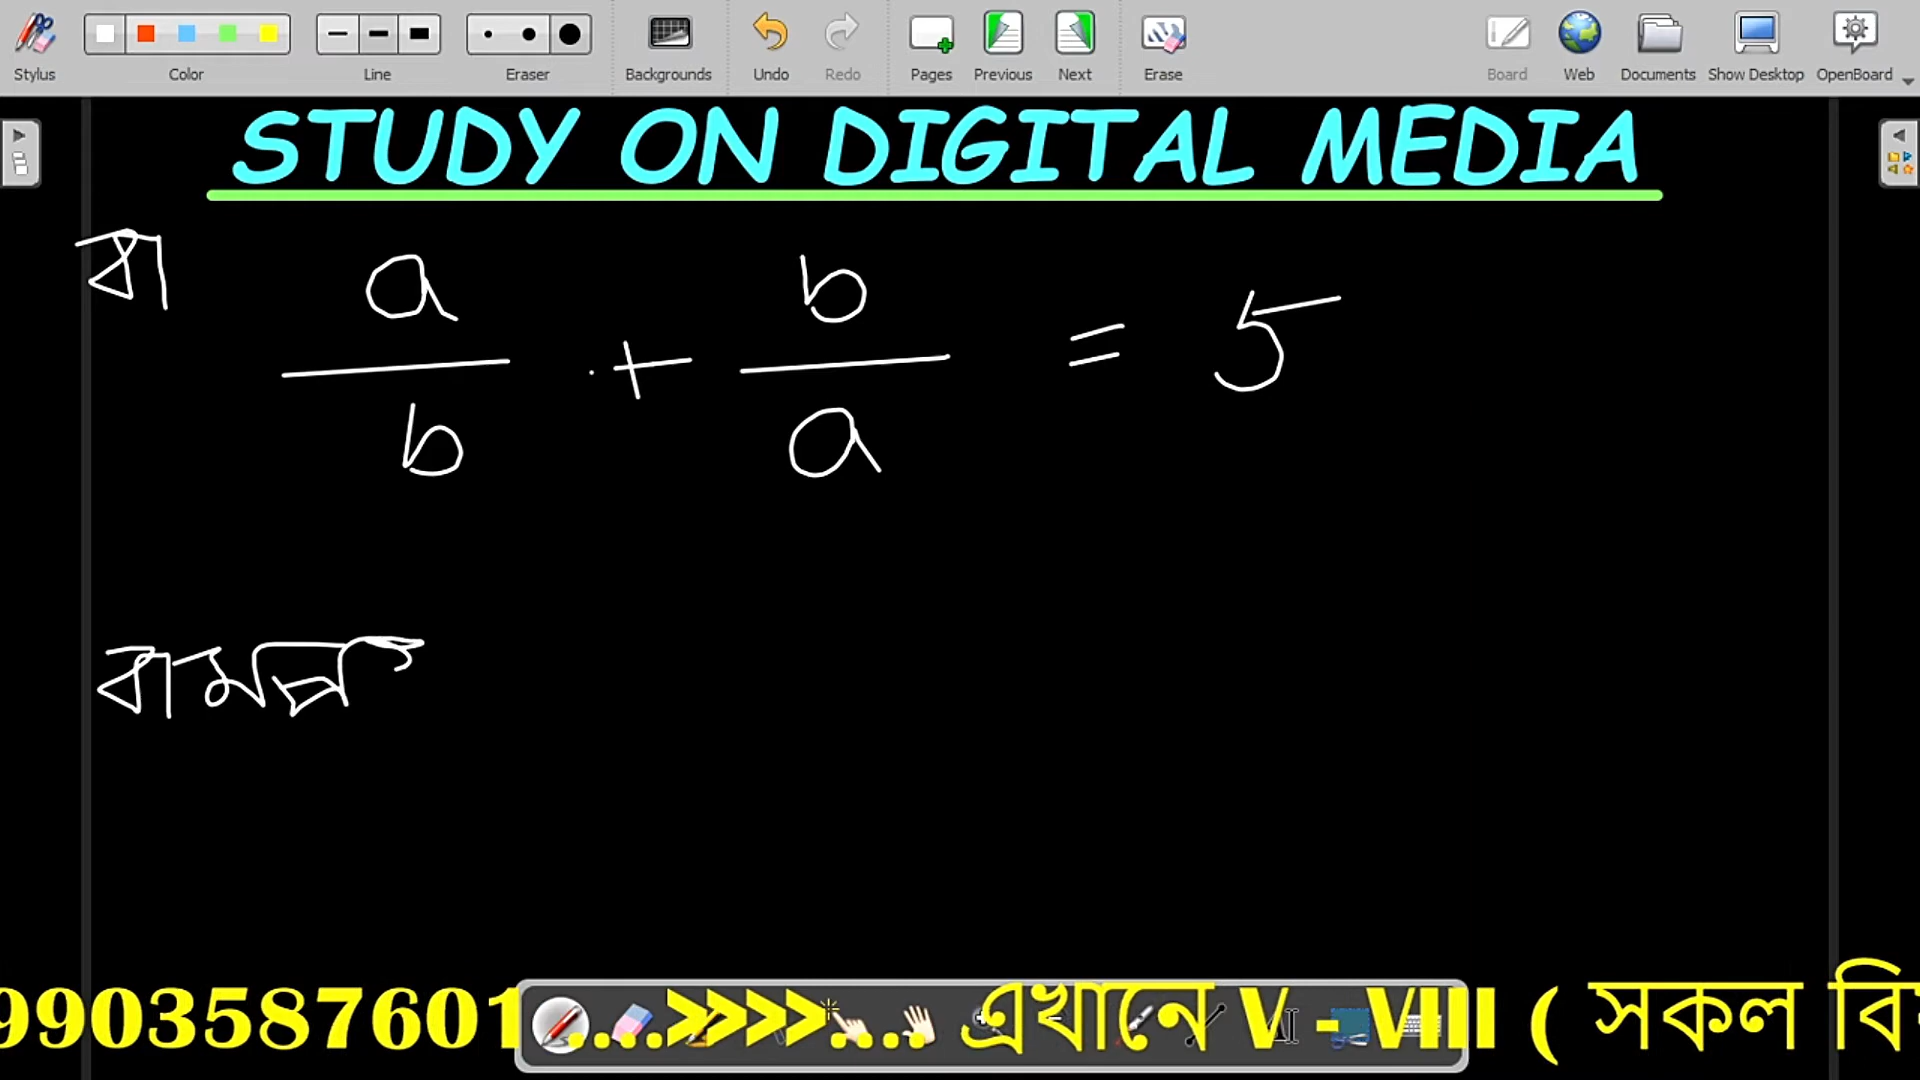 Stylus Color Line Eraser Backgrounds Undo Redo Pages Previous Next Erase Board Web Documents Show Desktop OpenBoard
STUDY ON DIGITAL MEDIA
বা a/b + b/a = 5
বামপ
9903587601....>>>>.... এখানে V - VIII ( সকল বি